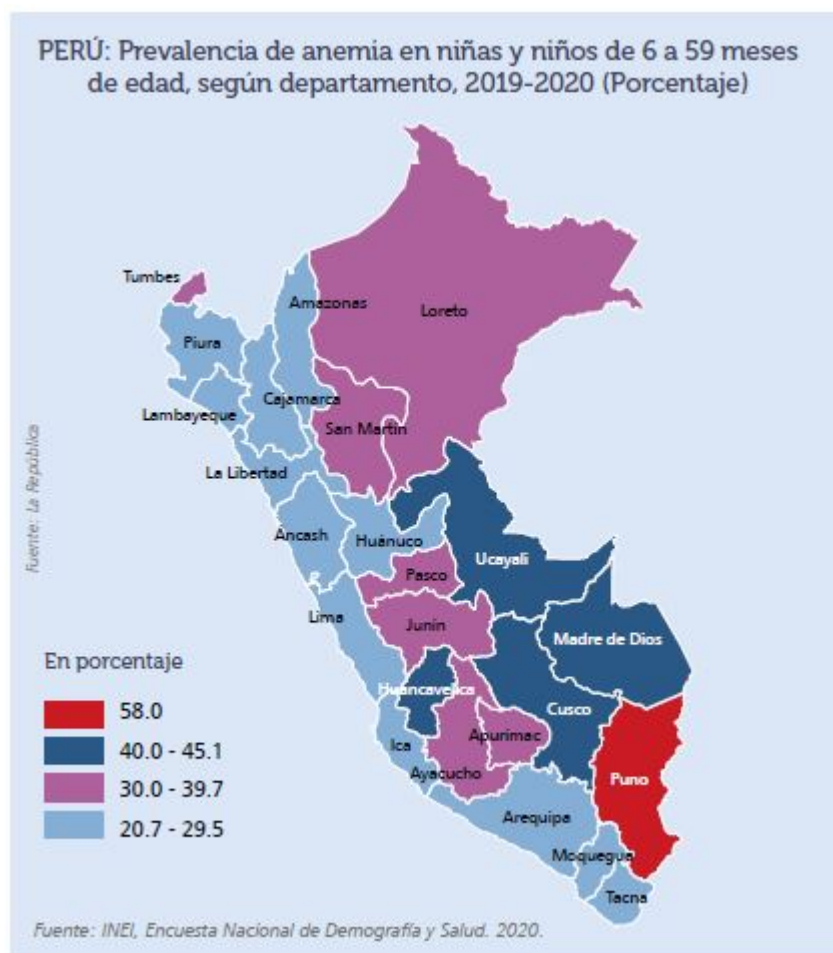 PERÚ: Prevalencia de anemia en niñas y niños de 6 a 59 meses
de edad, según departamento, 2019-2020 (Porcentaje)
Tumbes
Amazonas
Loreto
Piura
Cajamarca
Lambayeque
San Martín
La Libertad
Fuente: La República
Áncash
Huánuco
Ucayali
Pasco
Lima
Junín
Madre de Dios
Huancavelica
Cusco
Apurímac
Ica
Ayacucho
Puno
Arequipa
Moquegua
Tacna
En porcentaje
58.0
40.0 - 45.1
30.0 - 39.7
20.7 - 29.5
Fuente: INEI, Encuesta Nacional de Demografía y Salud. 2020.